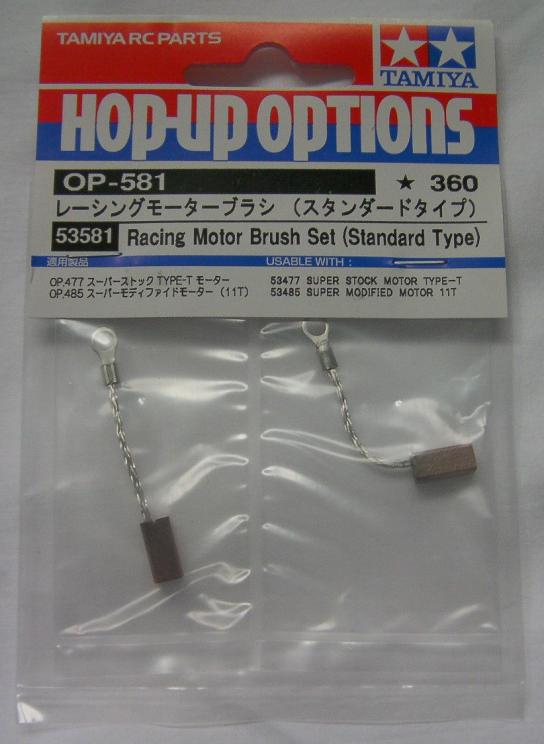 TAMIYA RC PARTS
TAMIYA
HOP-UP OPTIONS
OP-581 ★ 360
レーシングモーターブラシ (スタンダードタイプ)
53581 Racing Motor Brush Set (Standard Type)
適用製品 USABLE WITH :
OP.477 スーパーストック TYPE-T モーター 53477 SUPER STOCK MOTOR TYPE-T
OP.485 スーパーモディファイドモーター (11T) 53485 SUPER MODIFIED MOTOR 11T